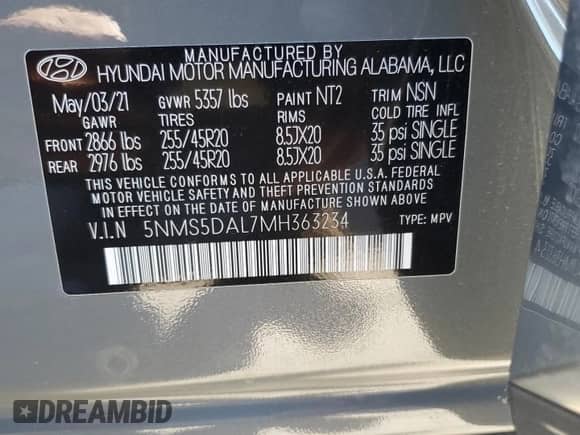 MANUFACTURED BY
HYUNDAI MOTOR MANUFACTURING ALABAMA, LLC
May/03/21 GVWR 5357 lbs PAINT NT2 TRIM NSN
GAWR TIRES RIMS COLD TIRE INFL
FRONT 2866 lbs 255/45R20 8.5JX20 35 psi SINGLE
REAR 2976 lbs 255/45R20 8.5JX20 35 psi SINGLE
THIS VEHICLE CONFORMS TO ALL APPLICABLE U.S.A. FEDERAL
MOTOR VEHICLE SAFETY AND THEFT PREVENTION STANDARDS
IN EFFECT ON THE DATE OF MANUFACTURE SHOWN ABOVE.
V.I.N 5NMS5DAL7MH363234 TYPE: MPV
DREAMBID